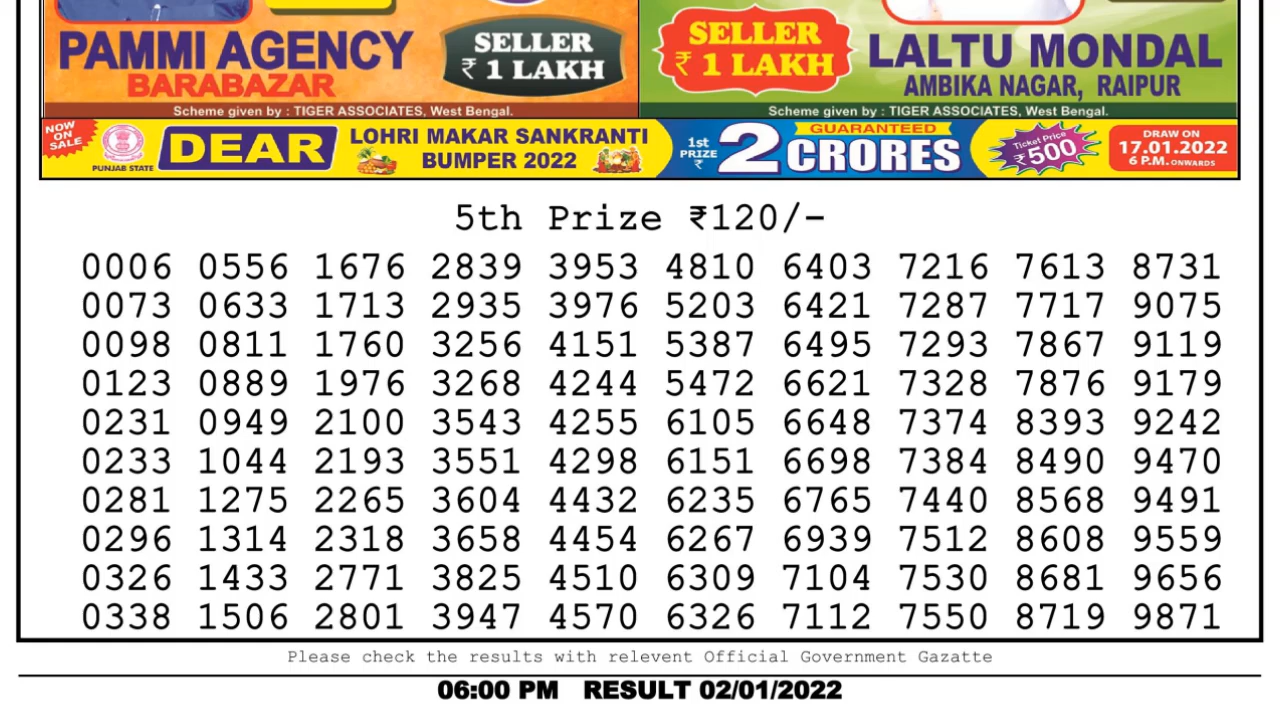 PAMMI AGENCY
BARABAZAR
SELLER
₹ 1 LAKH
Scheme given by : TIGER ASSOCIATES, West Bengal.
SELLER
₹ 1 LAKH
LALTU MONDAL
AMBIKA NAGAR, RAIPUR
Scheme given by : TIGER ASSOCIATES, West Bengal.
NOW
ON
SALE
PUNJAB STATE
DEAR
LOHRI MAKAR SANKRANTI
BUMPER 2022
1st
PRIZE
₹
2
GUARANTEED
CRORES
Ticket Price
₹500
DRAW ON
17.01.2022
6 P.M. ONWARDS
5th Prize ₹120/-
0006 0556 1676 2839 3953 4810 6403 7216 7613 8731
0073 0633 1713 2935 3976 5203 6421 7287 7717 9075
0098 0811 1760 3256 4151 5387 6495 7293 7867 9119
0123 0889 1976 3268 4244 5472 6621 7328 7876 9179
0231 0949 2100 3543 4255 6105 6648 7374 8393 9242
0233 1044 2193 3551 4298 6151 6698 7384 8490 9470
0281 1275 2265 3604 4432 6235 6765 7440 8568 9491
0296 1314 2318 3658 4454 6267 6939 7512 8608 9559
0326 1433 2771 3825 4510 6309 7104 7530 8681 9656
0338 1506 2801 3947 4570 6326 7112 7550 8719 9871
Please check the results with relevent Official Government Gazatte
06:00 PM RESULT 02/01/2022